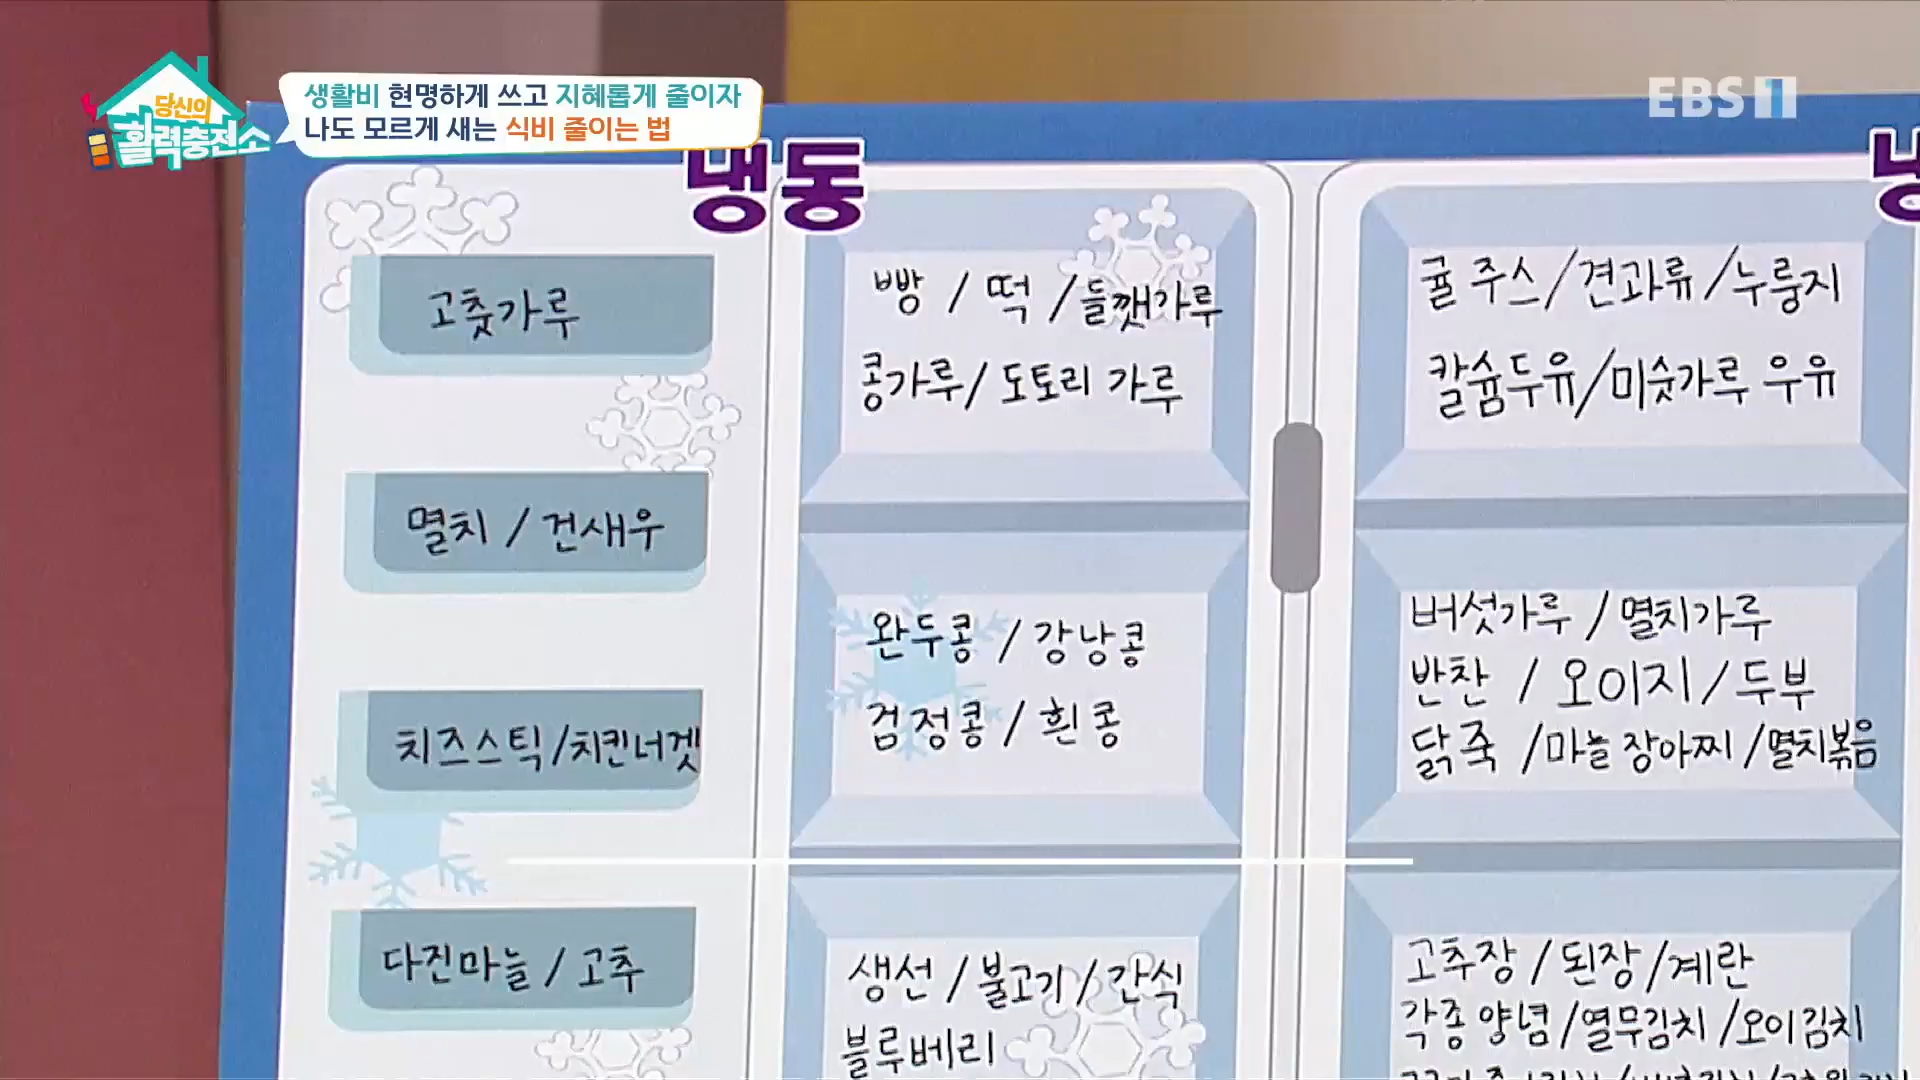 당신의
활력충전소
생활비 현명하게 쓰고 지혜롭게 줄이자
나도 모르게 새는 식비 줄이는 법
EBS 1
냉동
고춧가루
멸치 / 건새우
치즈스틱/치킨너겟
다진마늘 / 고추
빵 / 떡 / 들깻가루
콩가루 / 도토리 가루
완두콩 / 강낭콩
검정콩 / 흰콩
생선 / 불고기 / 간식
블루베리
귤 주스 / 견과류 / 누룽지
칼슘두유 / 미숫가루 우유
버섯가루 / 멸치가루
반찬 / 오이지 / 두부
닭죽 / 마늘장아찌 / 멸치볶음
고추장 / 된장 / 계란
각종 양념 / 열무김치 / 오이김치